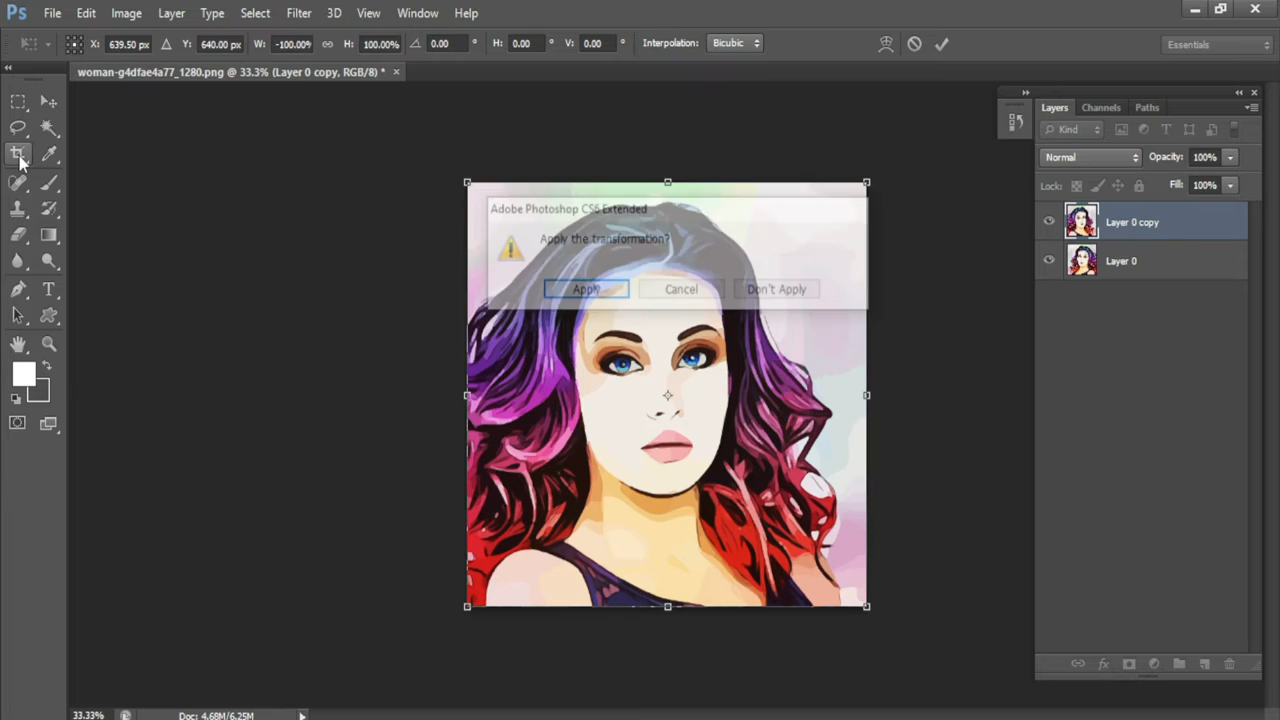 Ps File Edit Image Layer Type Select Filter 3D View Window Help
X: 639.50 px Y: 640.00 px W: -100.00% H: 100.00% 0.00 ° H: 0.00 ° V: 0.00 ° Interpolation: Bicubic Essentials
woman-g4dfae4a77_1280.png @ 33.3% (Layer 0 copy, RGB/8) * ×
Layers Channels Paths
Kind
Normal Opacity: 100%
Lock: Fill: 100%
Adobe Photoshop CS6 Extended
Layer 0 copy
Apply the transformation?
Layer 0
Apply Cancel Don't Apply
33.33% Doc: 4.68M/6.25M